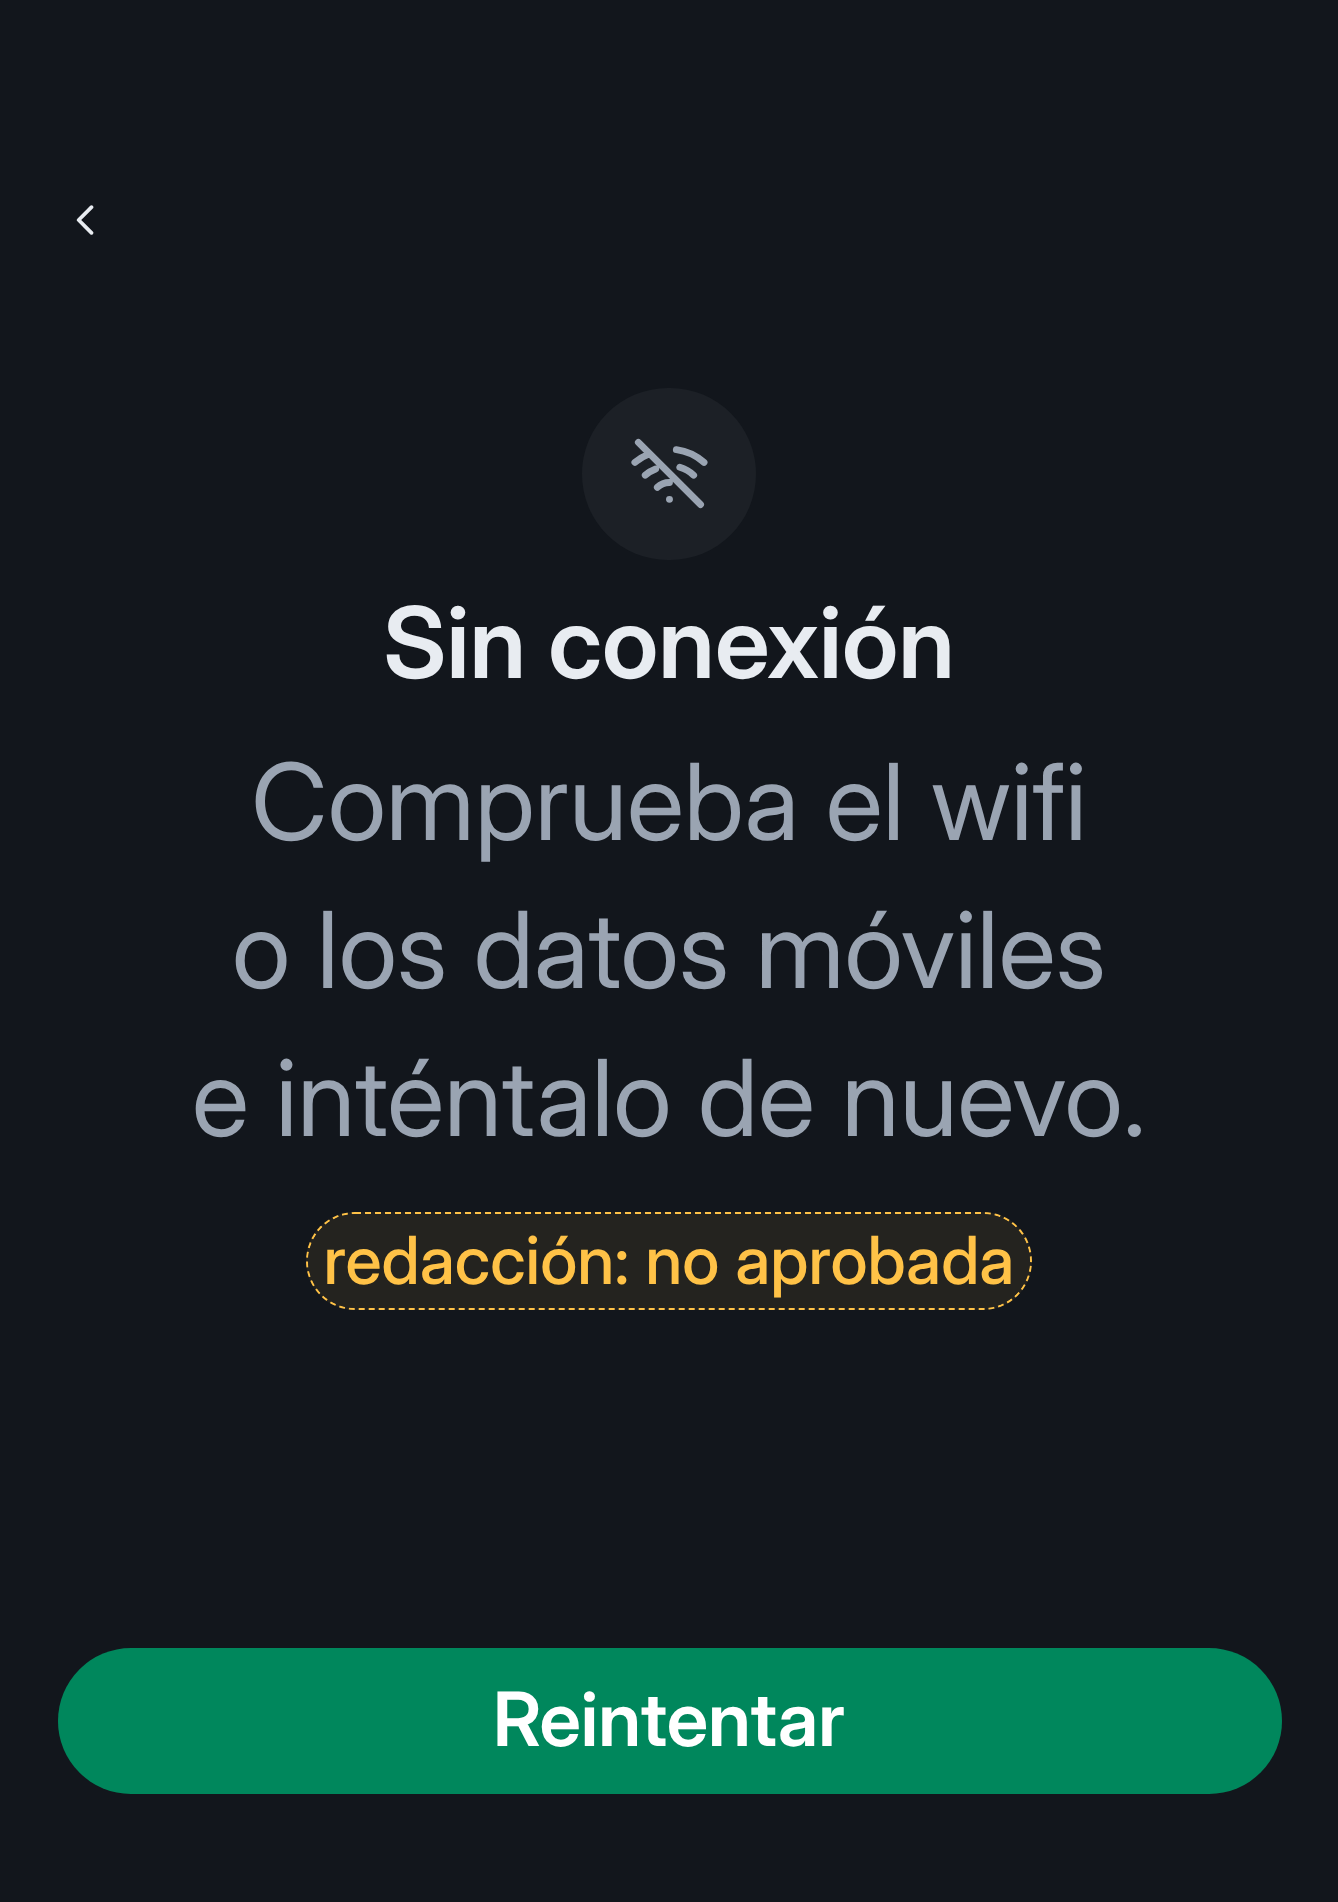 Sin conexión
Comprueba el wifi
o los datos móviles
e inténtalo de nuevo.
redacción: no aprobada
Reintentar